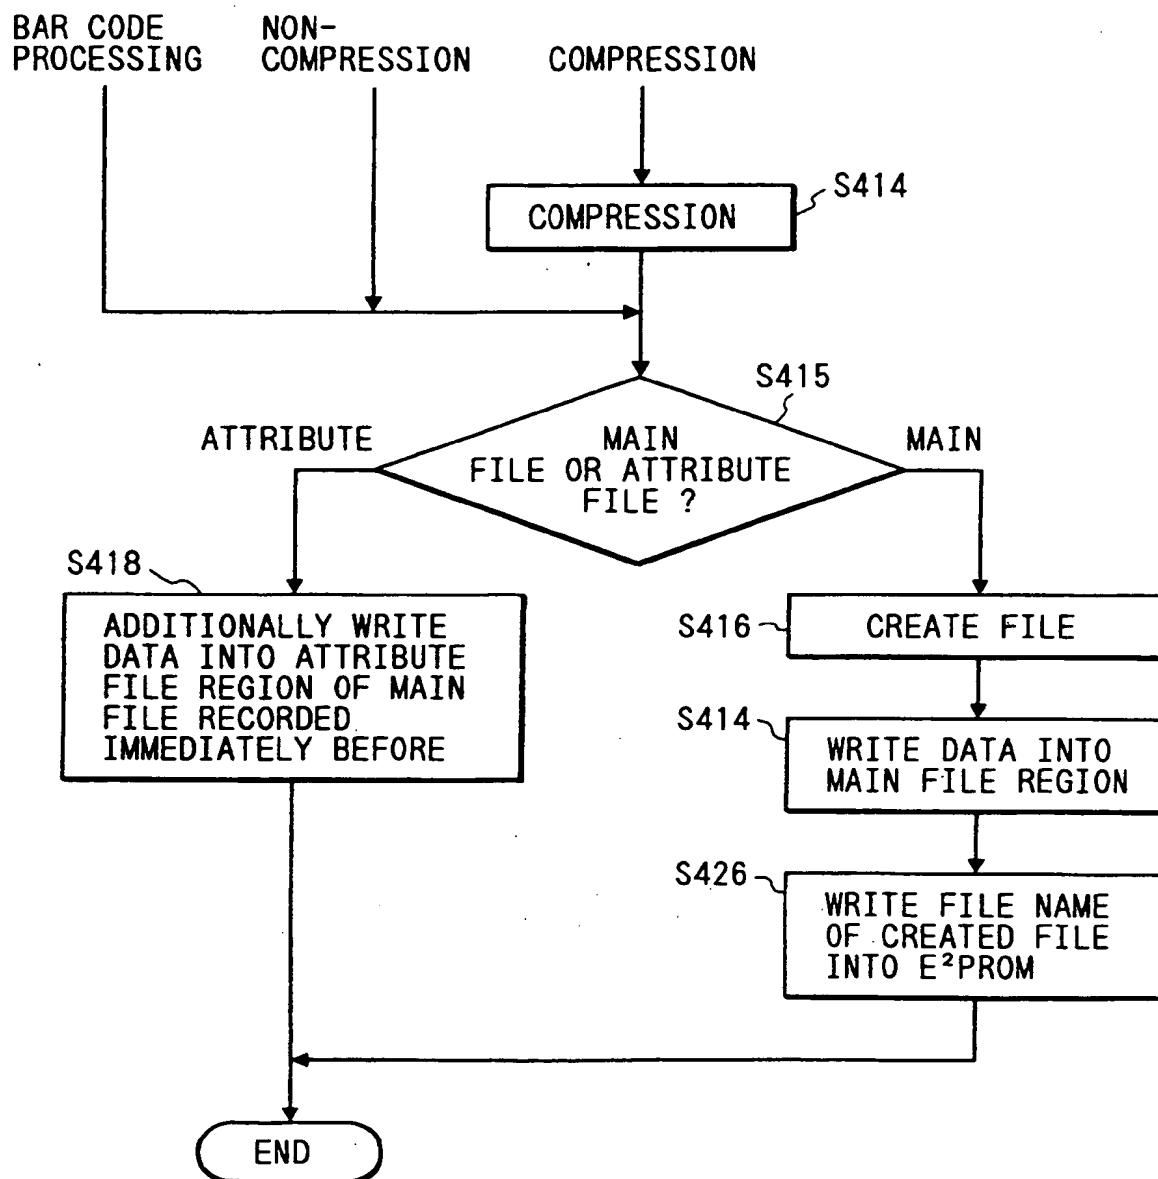 BAR CODE
PROCESSING
NON-
COMPRESSION
COMPRESSION
COMPRESSION
S414
S415
ATTRIBUTE
MAIN
FILE OR ATTRIBUTE
FILE ?
MAIN
S418
ADDITIONALLY WRITE
DATA INTO ATTRIBUTE
FILE REGION OF MAIN
FILE RECORDED
IMMEDIATELY BEFORE
S416
CREATE FILE
S414
WRITE DATA INTO
MAIN FILE REGION
S426
WRITE FILE NAME
OF CREATED FILE
INTO E²PROM
END